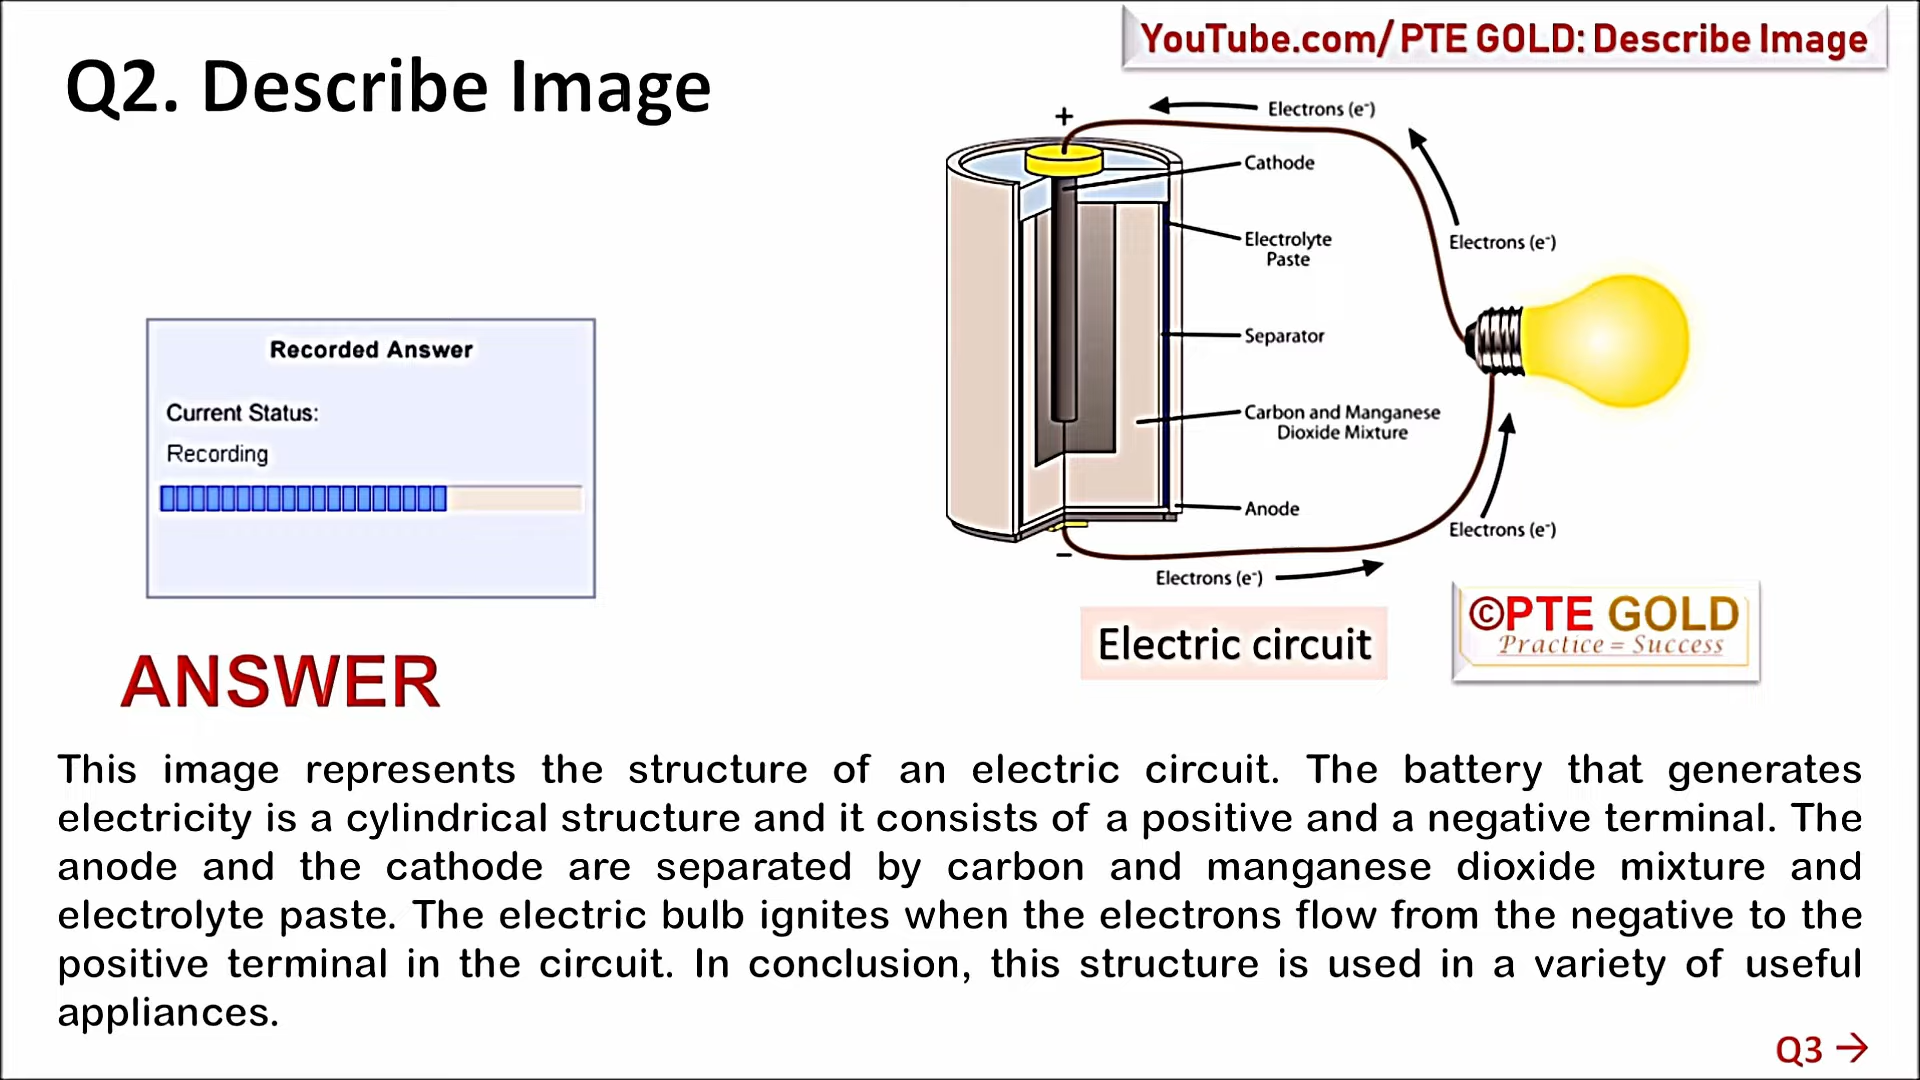 YouTube.com/ PTE GOLD: Describe Image
Q2. Describe Image
+
Electrons (e⁻)
Cathode
Electrolyte
Paste
Electrons (e⁻)
Separator
Carbon and Manganese
Dioxide Mixture
Anode
Electrons (e⁻)
−
Electrons (e⁻)
Recorded Answer
Current Status:
Recording
Electric circuit
©PTE GOLD
Practice = Success
ANSWER
This image represents the structure of an electric circuit. The battery that generates
electricity is a cylindrical structure and it consists of a positive and a negative terminal. The
anode and the cathode are separated by carbon and manganese dioxide mixture and
electrolyte paste. The electric bulb ignites when the electrons flow from the negative to the
positive terminal in the circuit. In conclusion, this structure is used in a variety of useful
appliances.
Q3 →